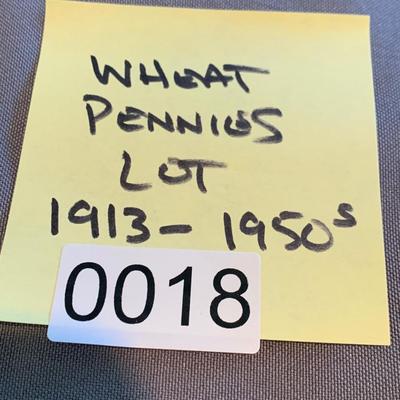 WHEAT
PENNIES
LOT
1913- 1950s
0018